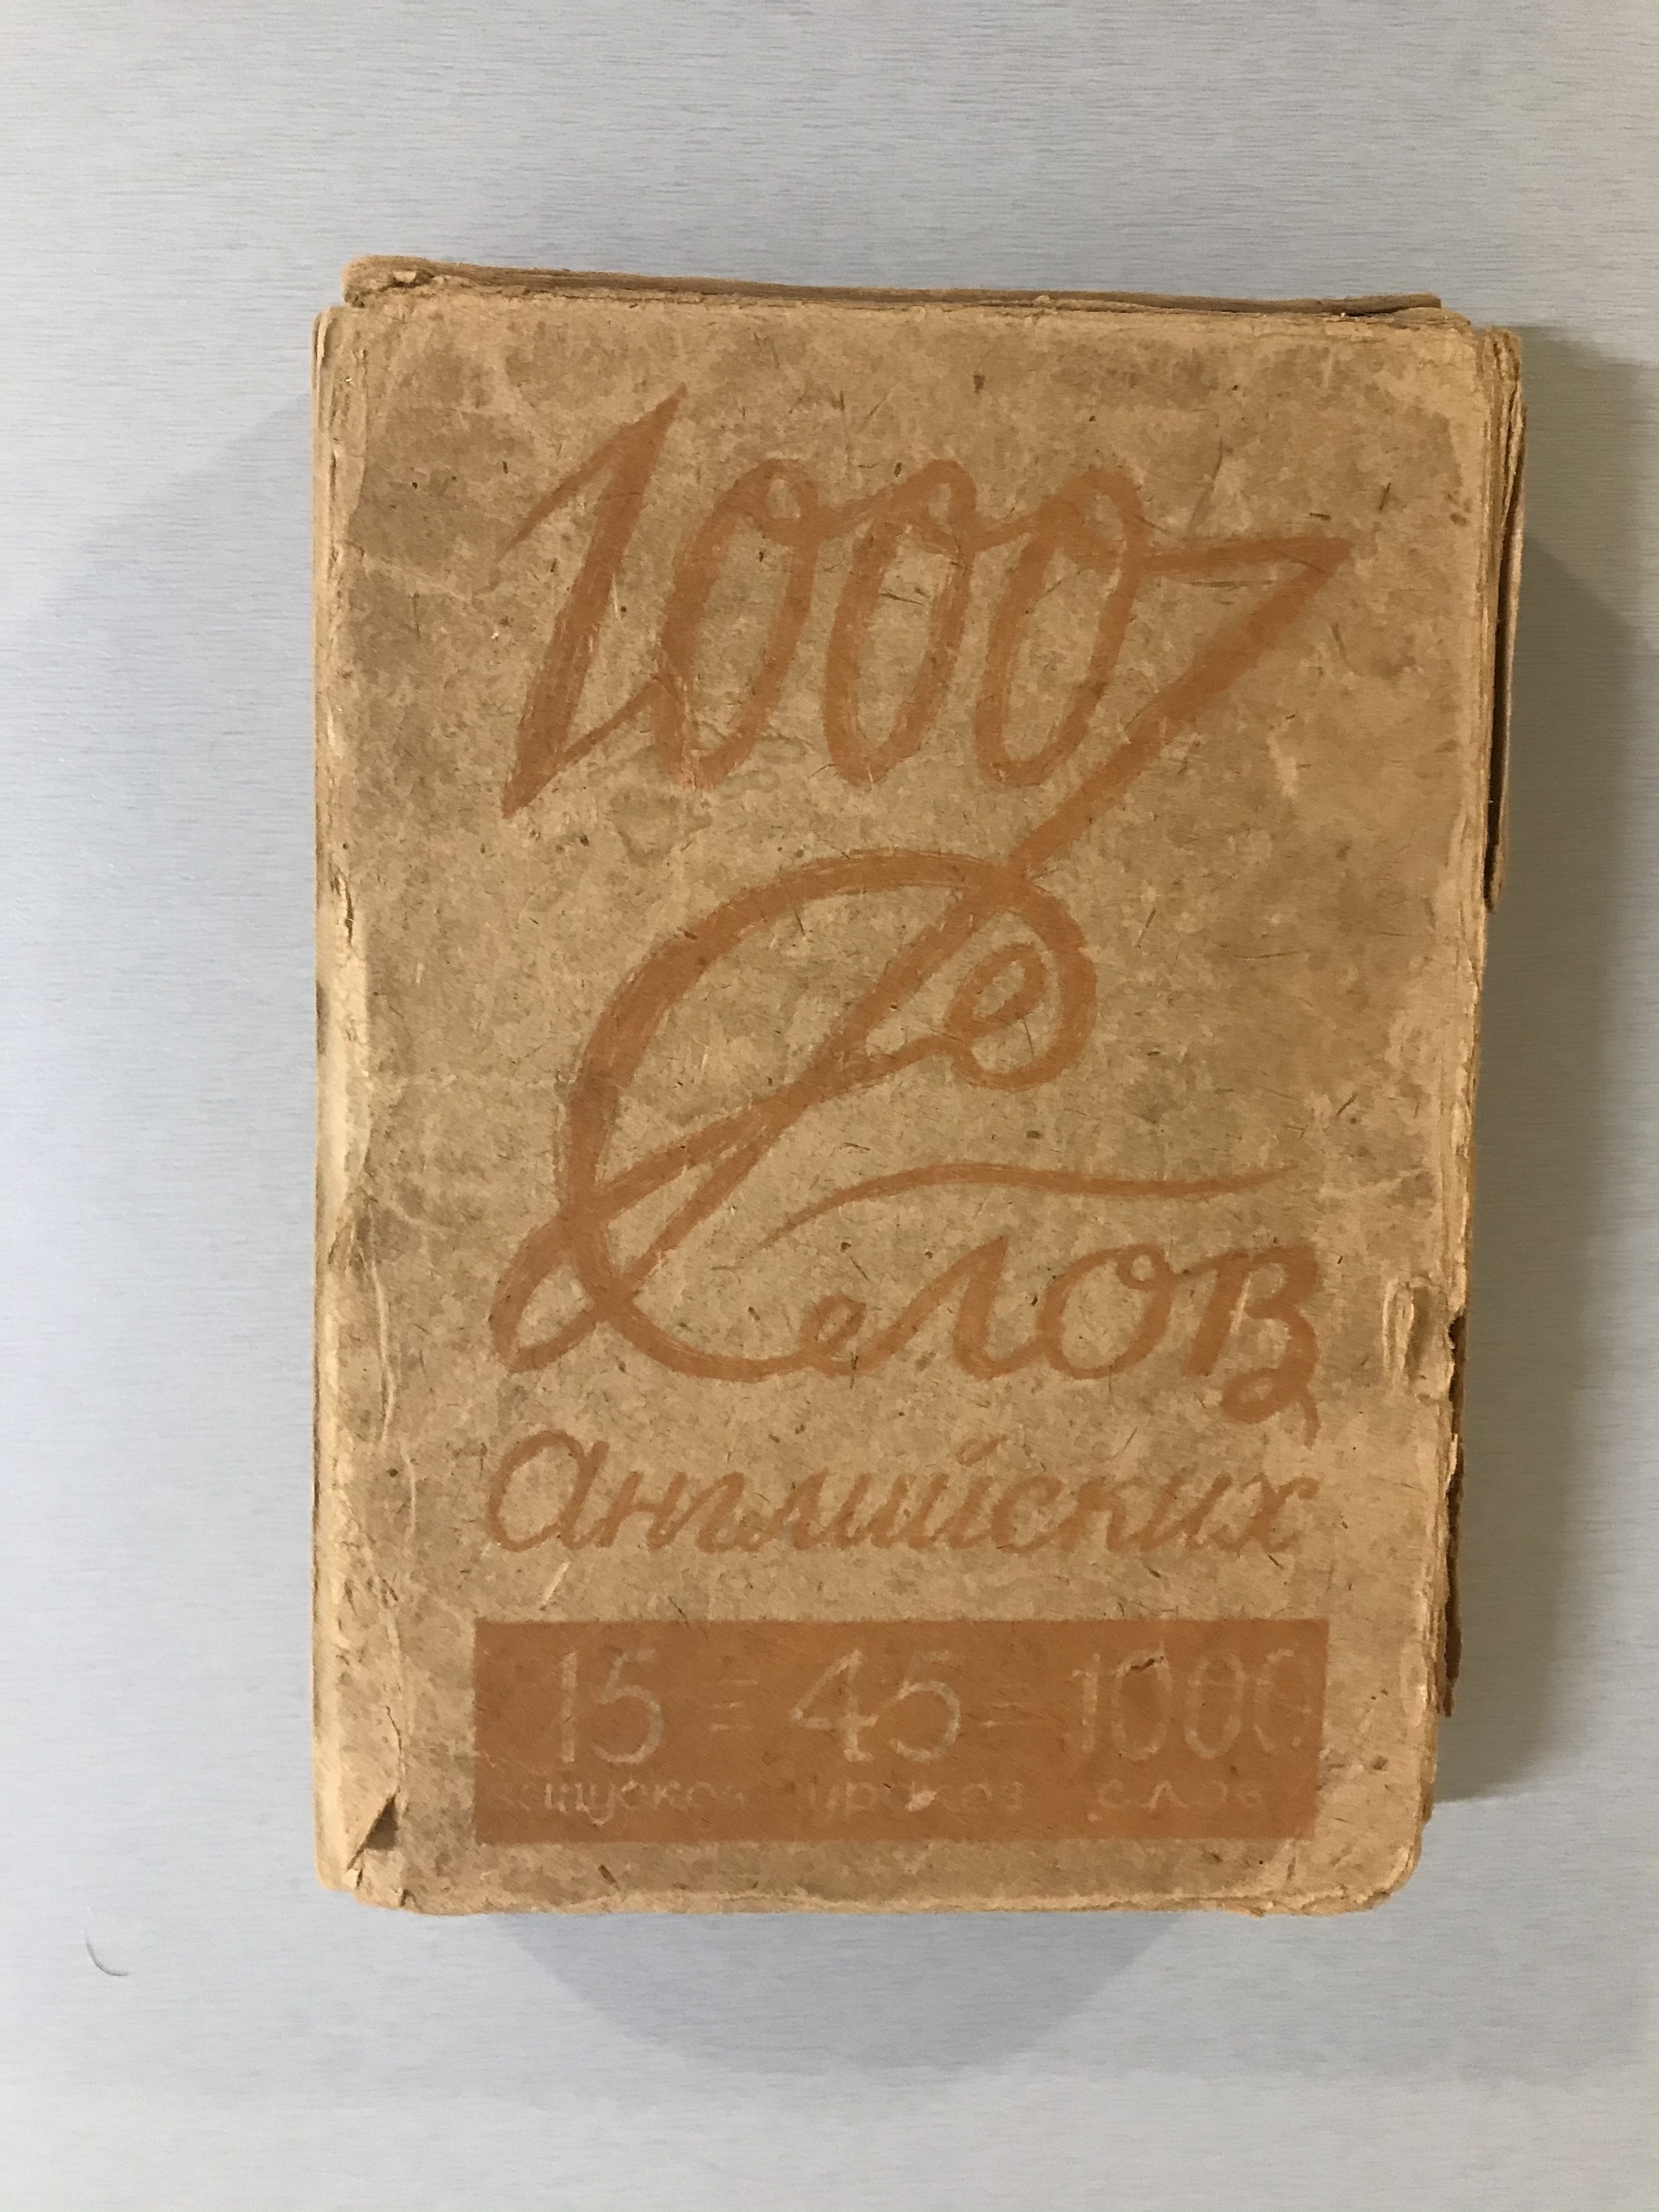 1000
Слов
Английских
15 = 45 = 1000
выпусков уроков слов